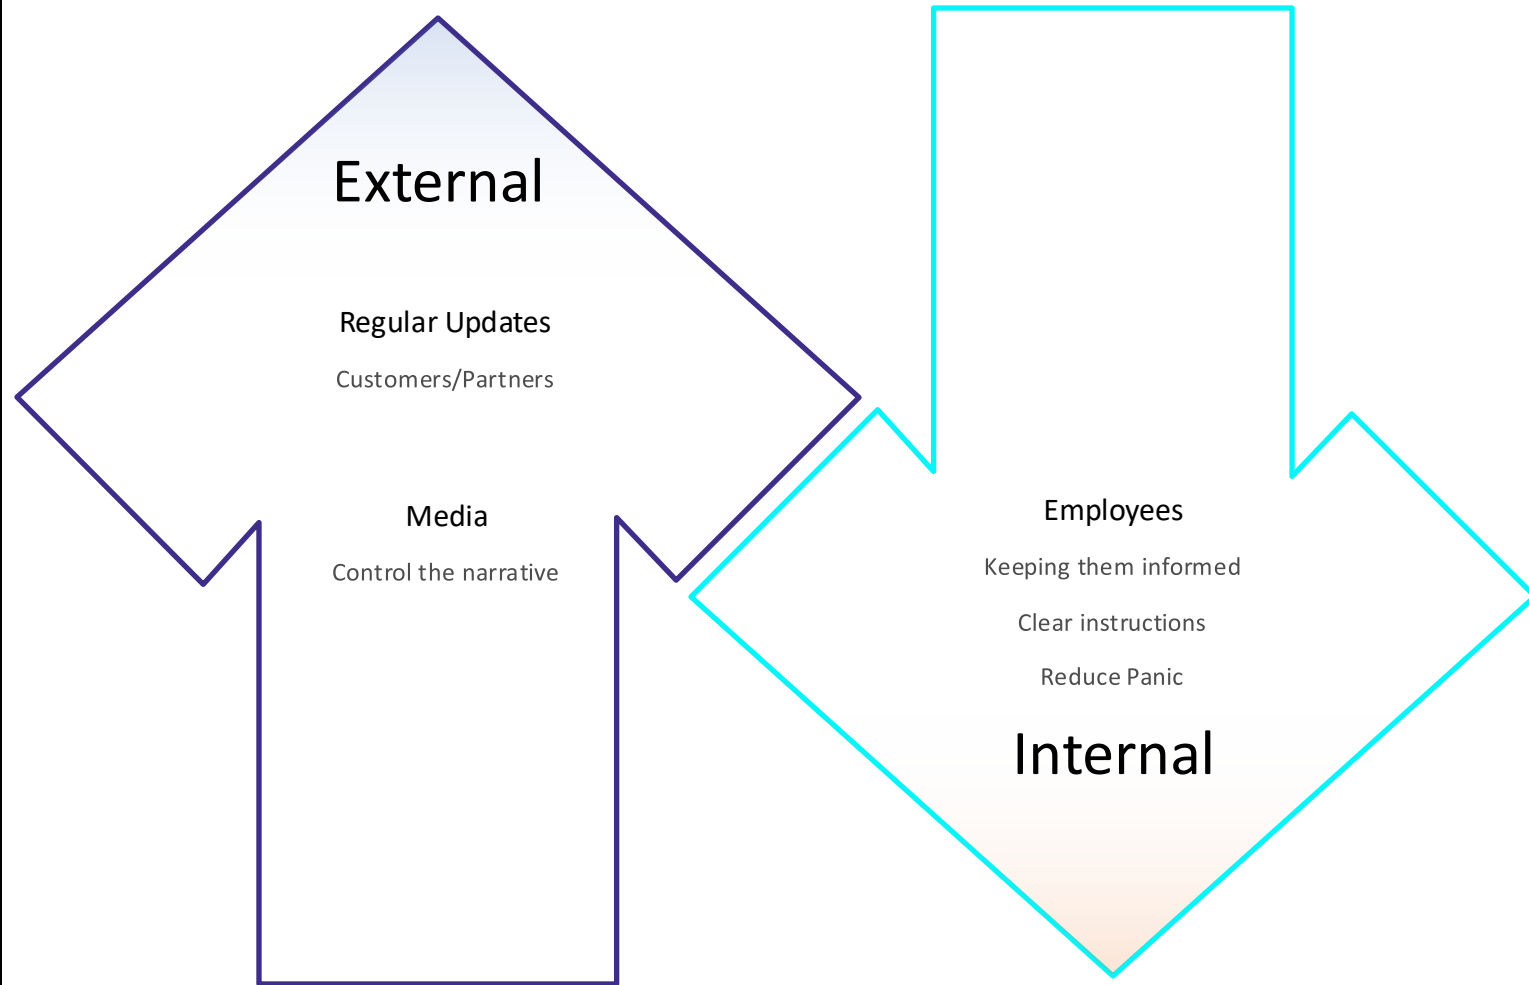 External
Regular Updates
Customers/Partners
Media
Control the narrative
Employees
Keeping them informed
Clear instructions
Reduce Panic
Internal